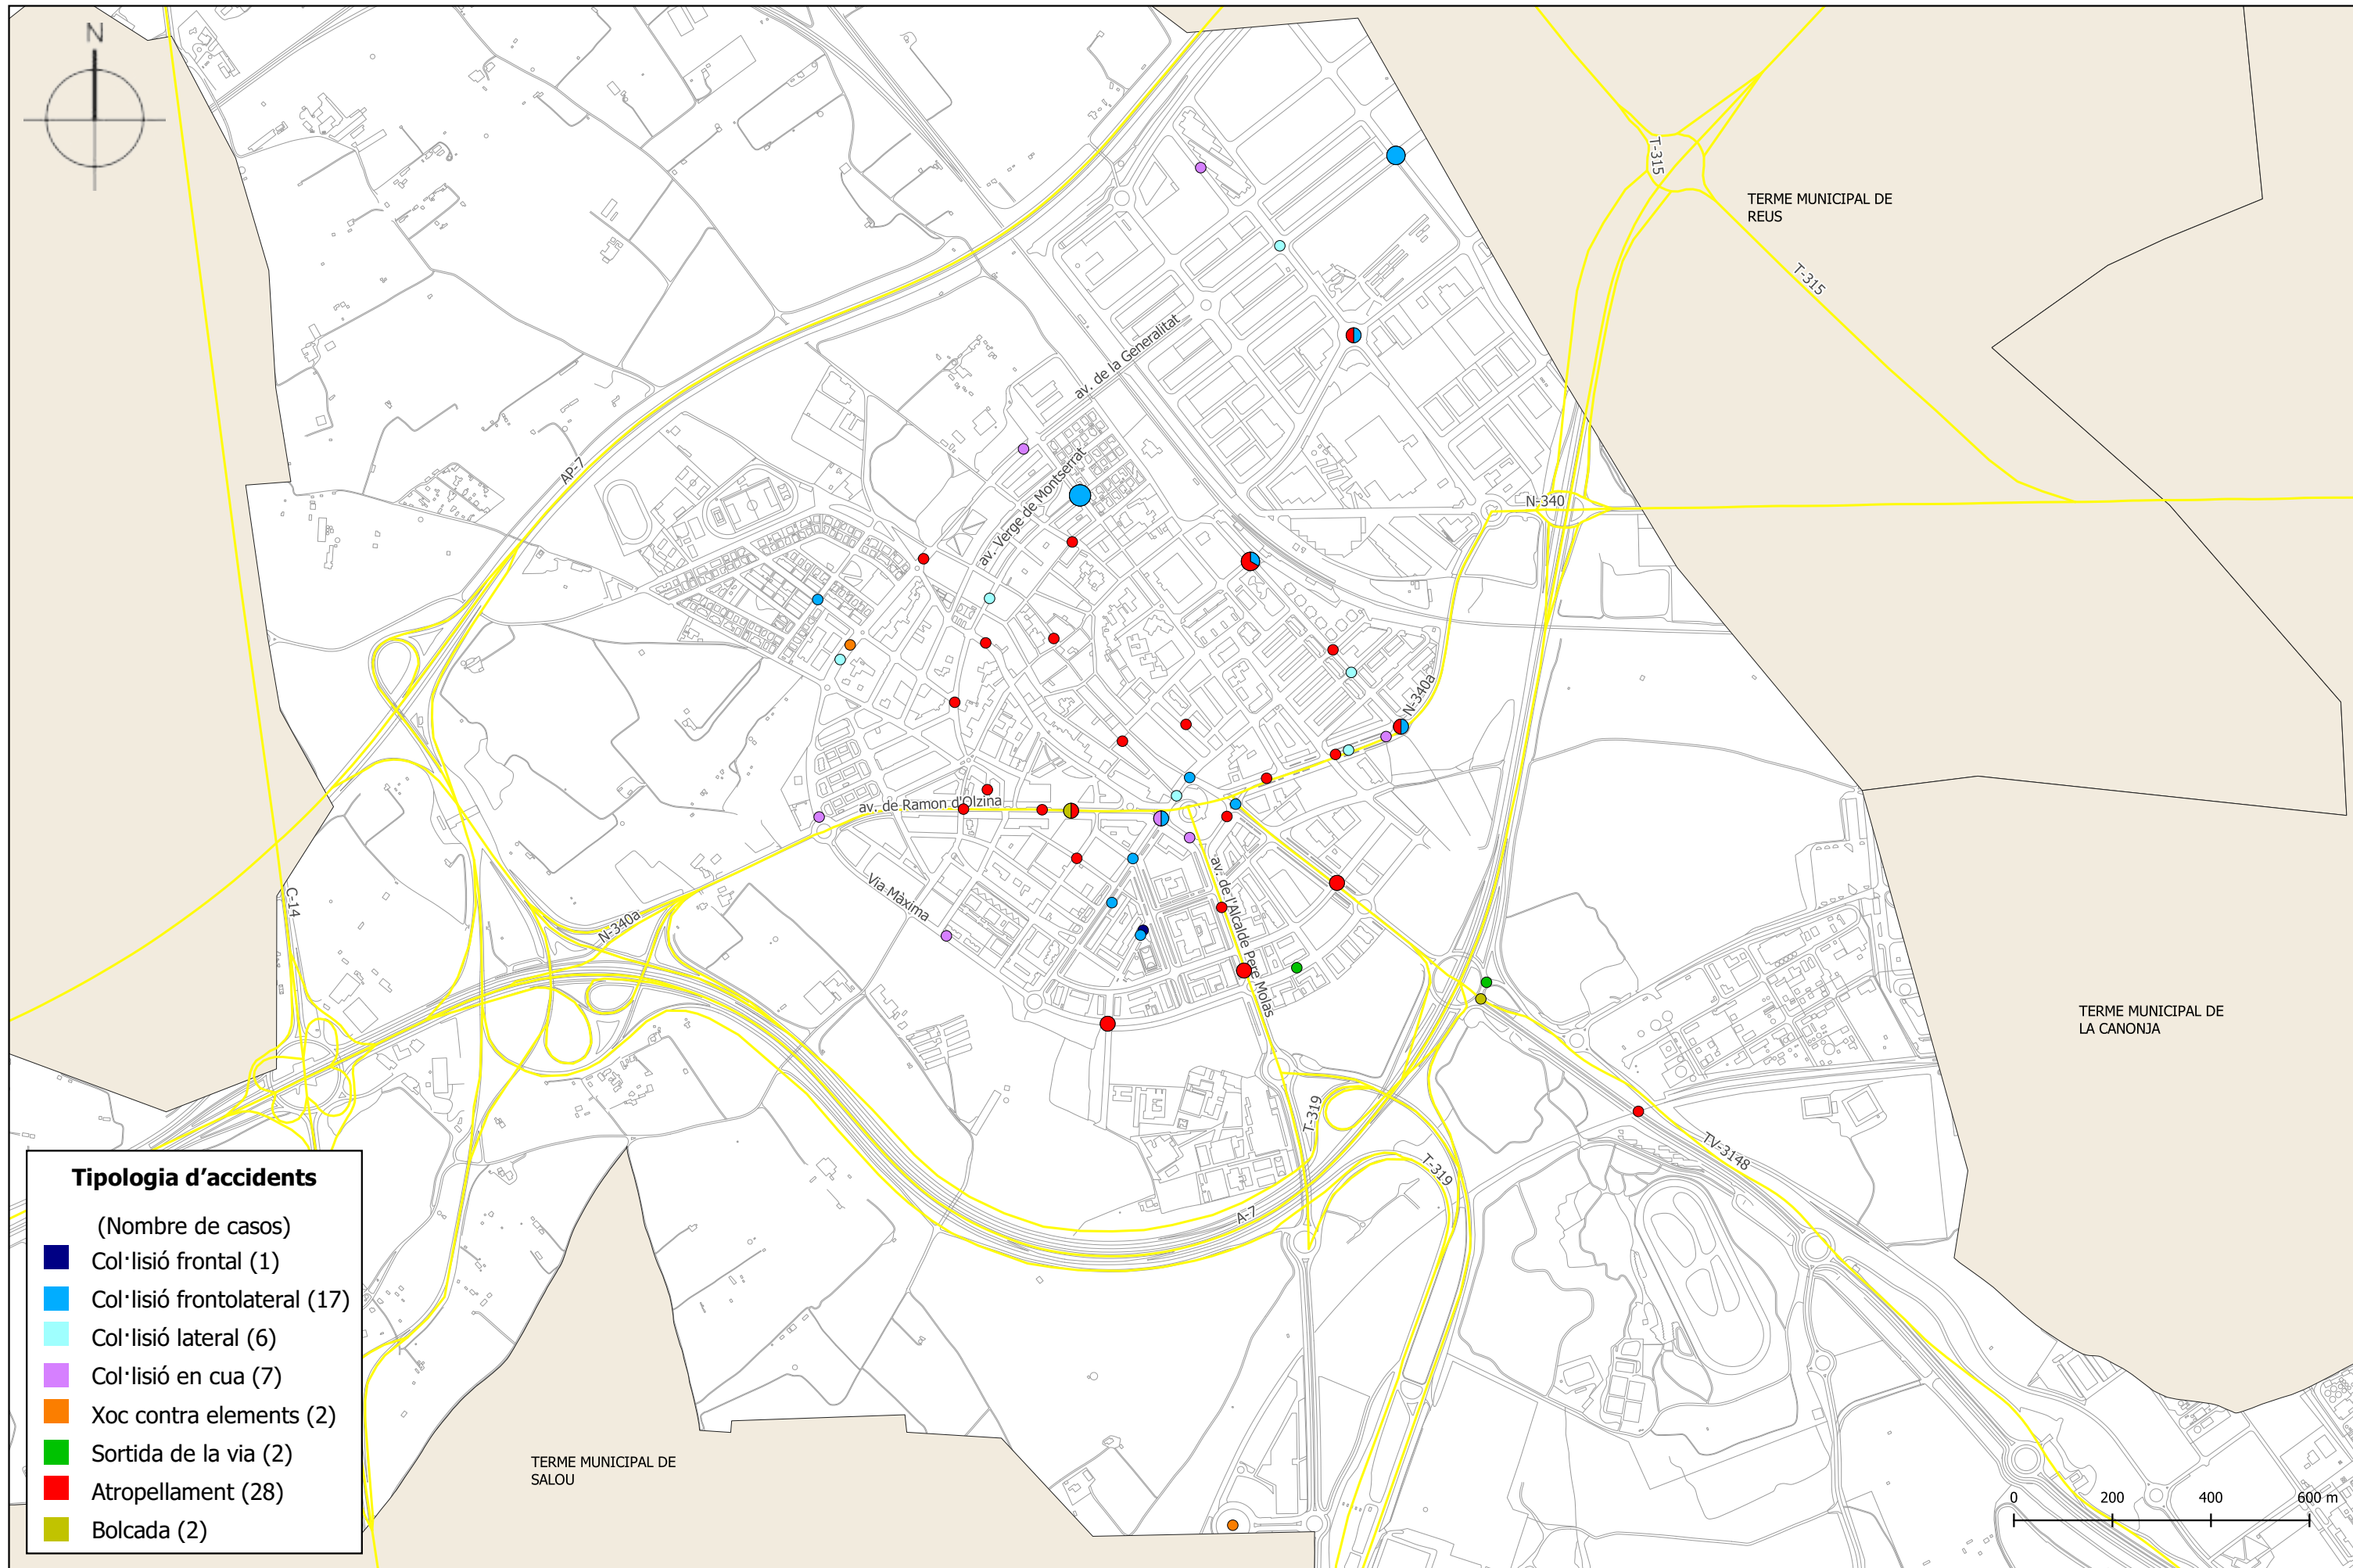 N
T-315
TERME MUNICIPAL DE
REUS
T-315
av. de la Generalitat
AP-7
av. Verge de Montserrat
N-340
N-340a
av. de Ramon d'Olzina
av. de l'Alcalde Pere Molas
Via Màxima
C-14
N-340a
TERME MUNICIPAL DE
LA CANONJA
T-319
TV-3148
T-319
A-7
Tipologia d’accidents
(Nombre de casos)
Col·lisió frontal (1)
Col·lisió frontolateral (17)
Col·lisió lateral (6)
Col·lisió en cua (7)
Xoc contra elements (2)
Sortida de la via (2)
Atropellament (28)
Bolcada (2)
TERME MUNICIPAL DE
SALOU
0 200 400 600 m